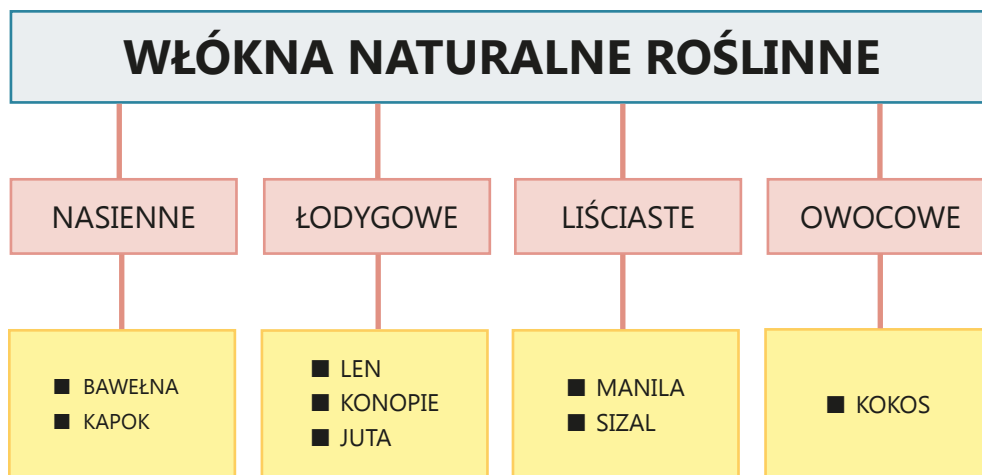 WŁÓKNA NATURALNE ROŚLINNE
NASIENNE
ŁODYGOWE
LIŚCIASTE
OWOCOWE
■ BAWEŁNA
■ KAPOK
■ LEN
■ KONOPIE
■ JUTA
■ MANILA
■ SIZAL
■ KOKOS